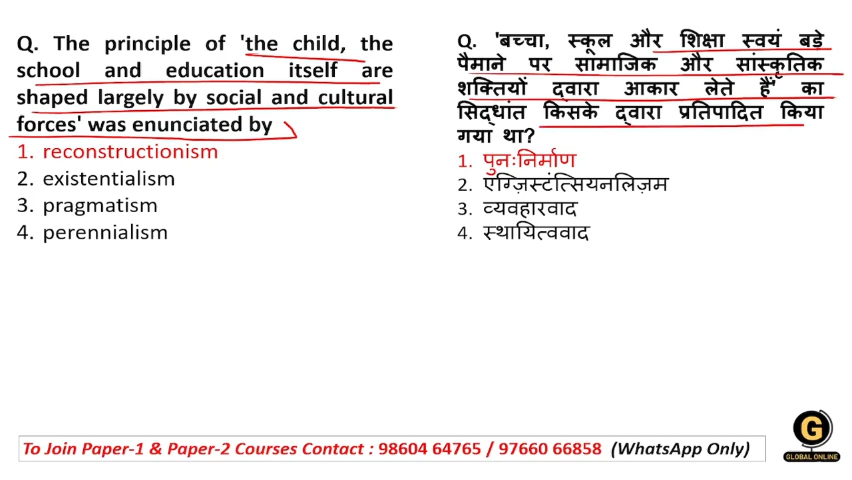 Q. The principle of 'the child, the
school and education itself are
shaped largely by social and cultural
forces' was enunciated by
1. reconstructionism
2. existentialism
3. pragmatism
4. perennialism
Q. 'बच्चा, स्कूल और शिक्षा स्वयं बड़े
पैमाने पर सामाजिक और सांस्कृतिक
शक्तियों द्वारा आकार लेते हैं' का
सिद्धांत किसके द्वारा प्रतिपादित किया
गया था?
1. पुनःनिर्माण
2. एग्ज़िस्टंत्सियनलिज़म
3. व्यवहारवाद
4. स्थायित्ववाद
To Join Paper-1 & Paper-2 Courses Contact : 98604 64765 / 97660 66858 (WhatsApp Only)
G
GLOBAL ONLINE